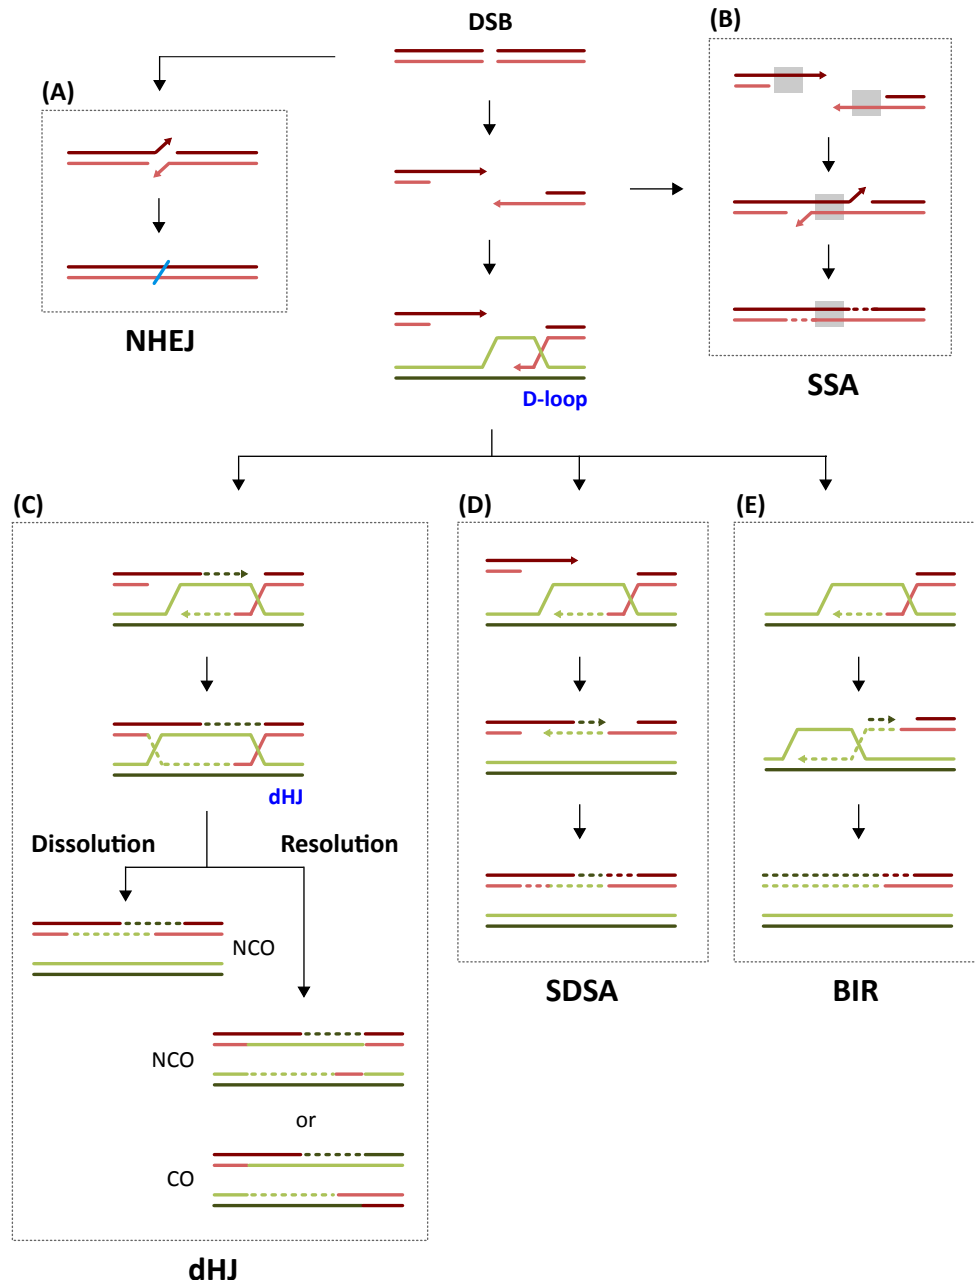 DSB
(A)
NHEJ
(B)
SSA
D-loop
(C)
dHJ
Dissolution
Resolution
NCO
NCO
or
CO
dHJ
(D)
SDSA
(E)
BIR